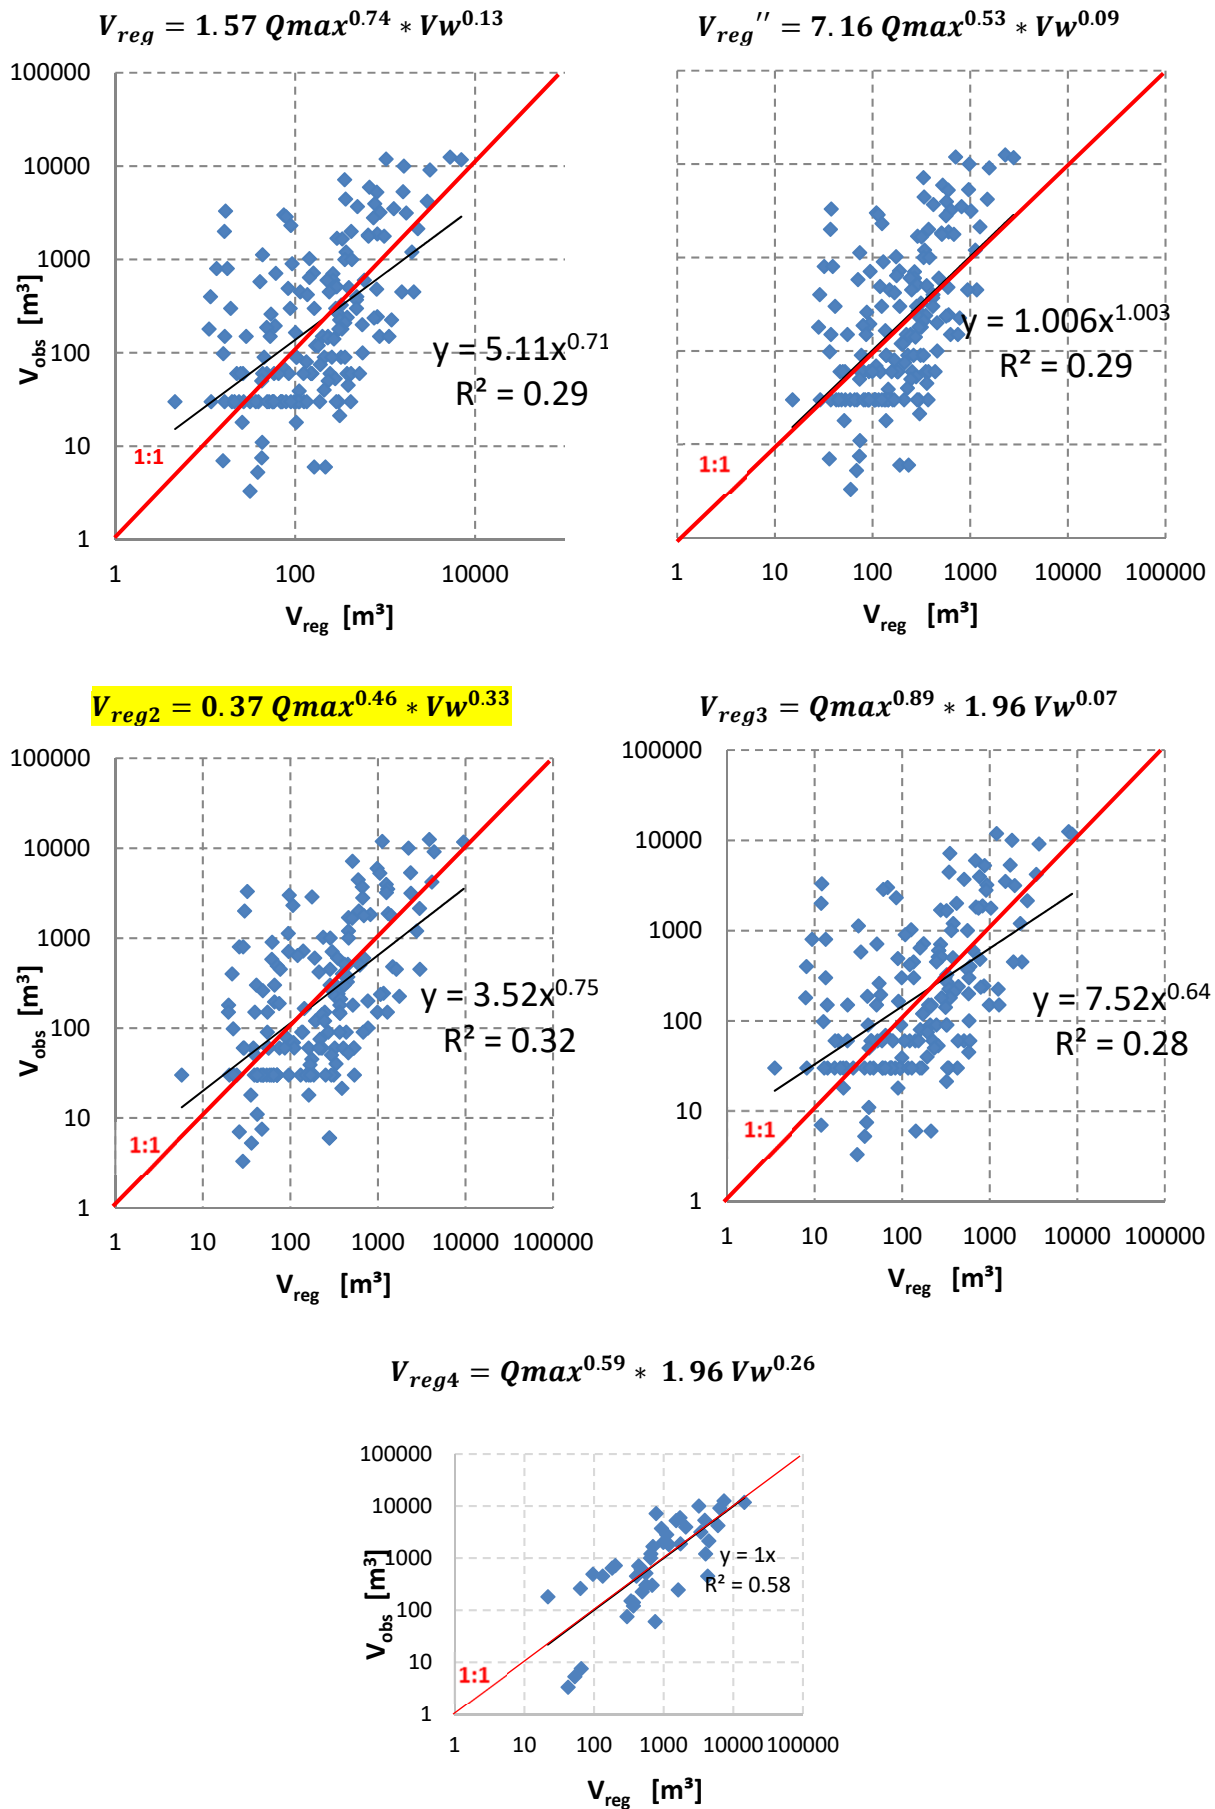 V_reg = 1.57 Qmax^0.74 * Vw^0.13
V_reg'' = 7.16 Qmax^0.53 * Vw^0.09
100000
10000
1000
100
10
1
V_obs [m³]
y = 5.11x^0.71
R² = 0.29
1:1
1 100 10000
V_reg [m³]
y = 1.006x^1.003
R² = 0.29
1:1
1 10 100 1000 10000 100000
V_reg [m³]
V_reg2 = 0.37 Qmax^0.46 * Vw^0.33
V_reg3 = Qmax^0.89 * 1.96 Vw^0.07
100000
10000
1000
100
10
1
V_obs [m³]
y = 3.52x^0.75
R² = 0.32
1:1
1 10 100 1000 10000 100000
V_reg [m³]
100000
10000
1000
100
10
1
y = 7.52x^0.64
R² = 0.28
1:1
1 10 100 1000 10000 100000
V_reg [m³]
V_reg4 = Qmax^0.59 * 1.96 Vw^0.26
100000
10000
1000
100
10
1
V_obs [m³]
y = 1x
R² = 0.58
1:1
1 10 100 1000 10000 100000
V_reg [m³]